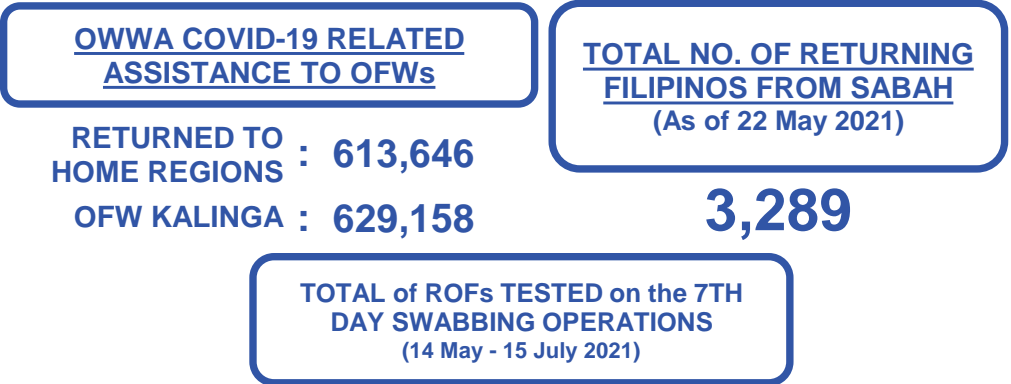 OWWA COVID-19 RELATED
ASSISTANCE TO OFWs
RETURNED TO
HOME REGIONS : 613,646
OFW KALINGA : 629,158
TOTAL NO. OF RETURNING
FILIPINOS FROM SABAH
(As of 22 May 2021)
3,289
TOTAL of ROFs TESTED on the 7TH
DAY SWABBING OPERATIONS
(14 May - 15 July 2021)